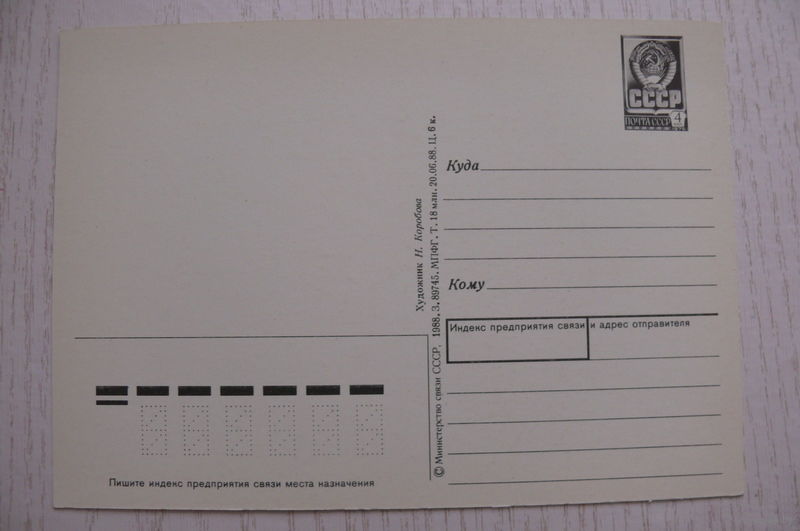 СССР
ПОЧТА СССР 4
Куда
Кому
Индекс предприятия связи и адрес отправителя
Художник Н. Коробова
© Министерство связи СССР, 1988. З. 89745. МПФГ. Т. 18 млн. 20.06.88. Ц. 6 к.
Пишите индекс предприятия связи места назначения